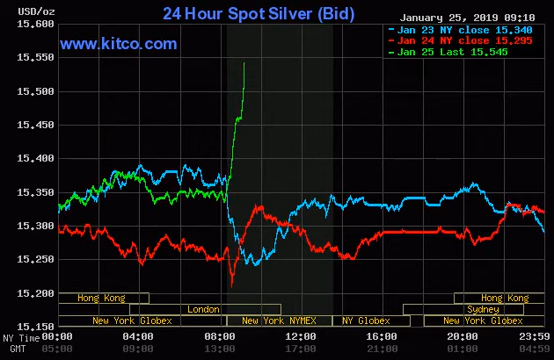 USD/oz
24 Hour Spot Silver (Bid)
January 25, 2019 09:10
15.600
www.kitco.com
Jan 23 NY close 15.340
Jan 24 NY close 15.295
Jan 25 Last 15.545
15.550
15.500
15.450
15.400
15.350
15.300
15.250
15.200
15.150
Hong Kong
Hong Kong
London
Sydney
New York Globex
New York NYMEX
NY Globex
New York Globex
NY Time 00:00 04:00 08:00 12:00 16:00 20:00 23:59
GMT 05:00 09:00 13:00 17:00 21:00 01:00 04:59